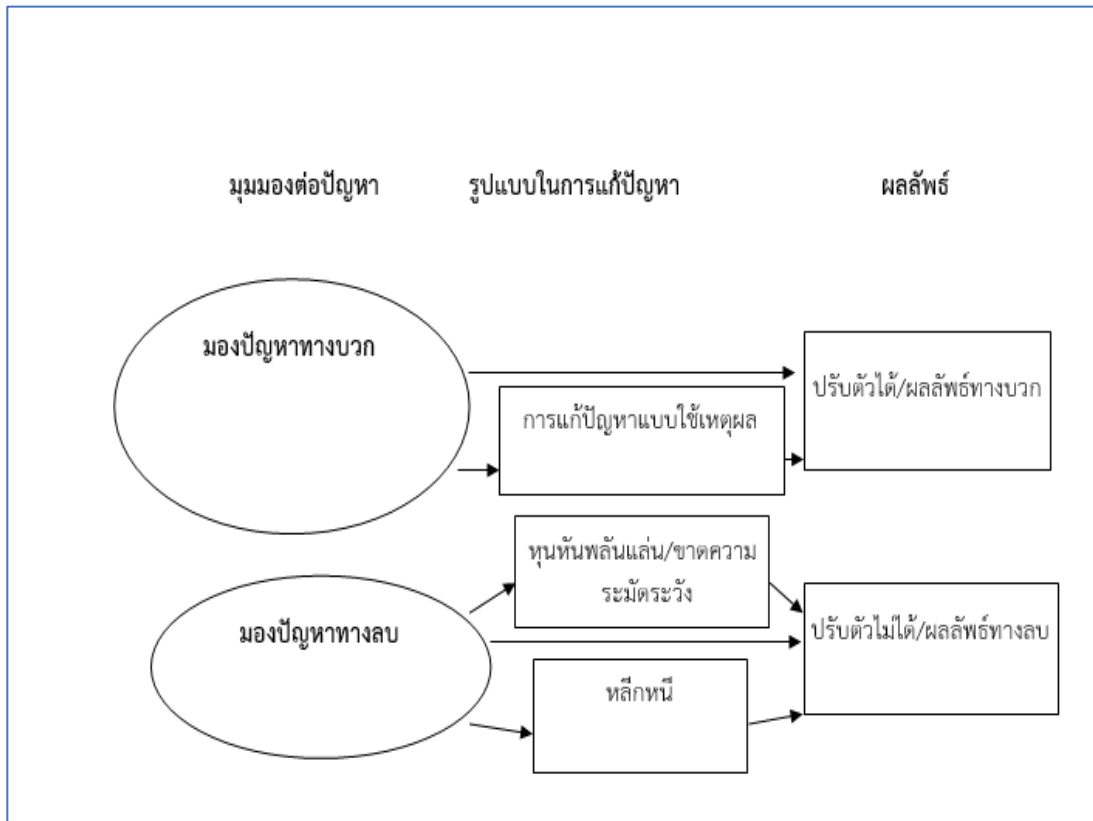 มุมมองต่อปัญหา
รูปแบบในการแก้ปัญหา
ผลลัพธ์
มองปัญหาทางบวก
การแก้ปัญหาแบบใช้เหตุผล
ปรับตัวได้/ผลลัพธ์ทางบวก
หุนหันพลันแล่น/ขาดความ
ระมัดระวัง
มองปัญหาทางลบ
ปรับตัวไม่ได้/ผลลัพธ์ทางลบ
หลีกหนี